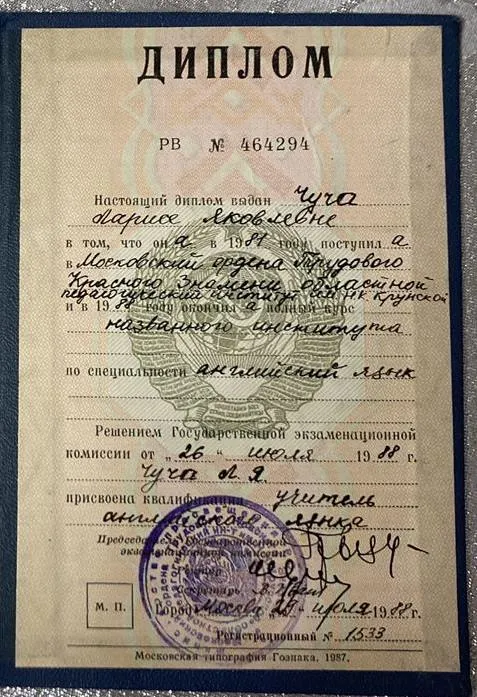 ДИПЛОМ
РВ № 464294
Настоящий диплом выдан Чуча
Ларисе Яковлевне
в том, что она в 1981 году поступила
в Московский ордена Трудового
Красного Знамени областной
педагогический институт им НК Крупской
и в 1988 году окончила полный курс
названного института
по специальности английский язык
Решением Государственной экзаменационной
комиссии от „26“ июля 1988 г.
Чуча Л. Я.
присвоена квалификация учитель
английского языка
Председатель Государственной
экзаменационной комиссии
Ректор
Секретарь
М. П.
Город Москва июля 1988 г.
Регистрационный № 1533
Московская типография Гознака. 1987.